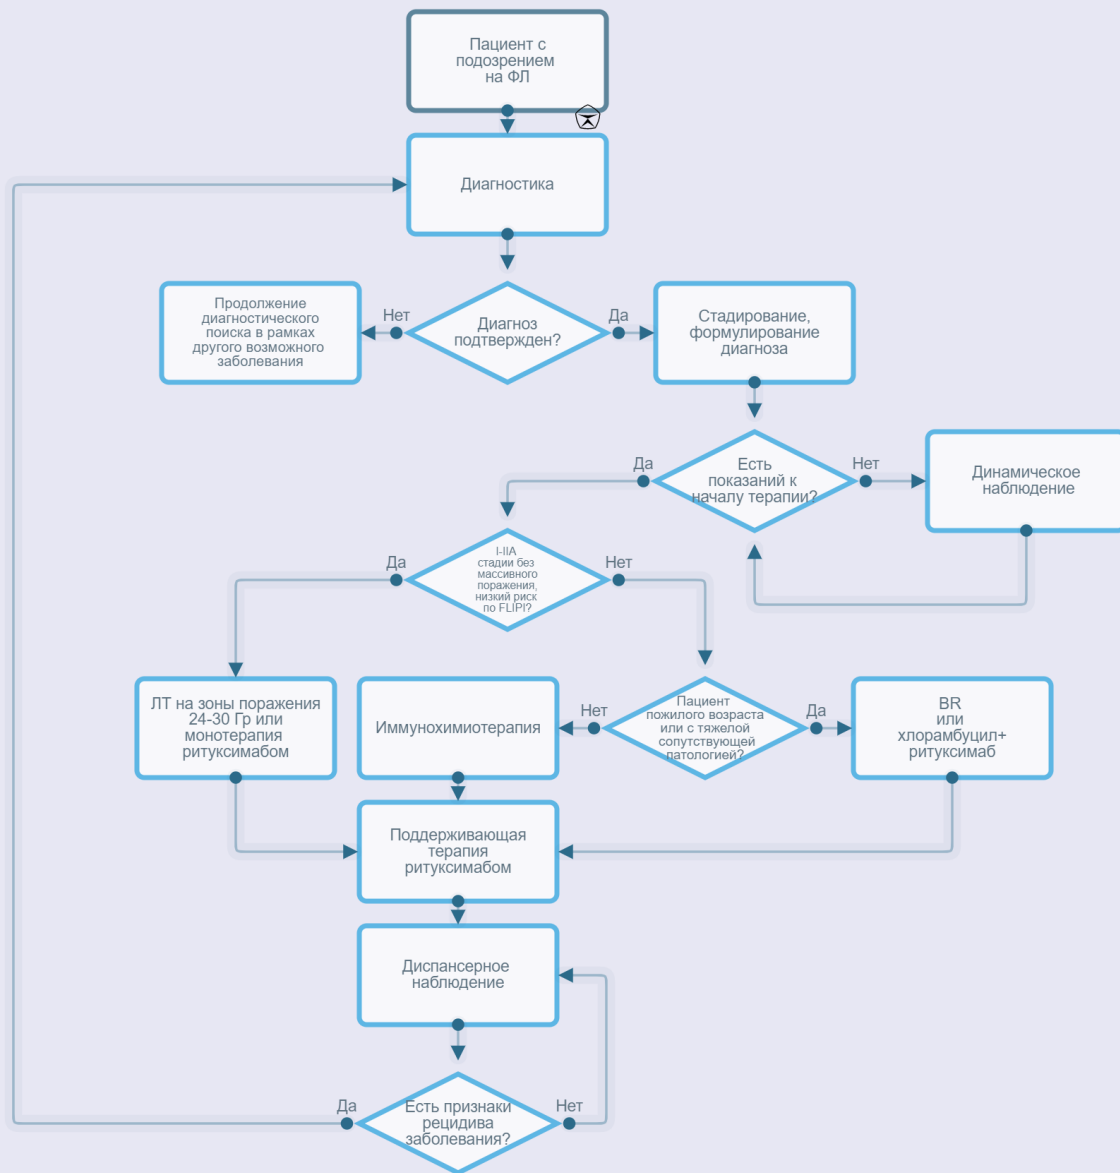 Пациент с
подозрением
на ФЛ
Диагностика
Продолжение
диагностического
поиска в рамках
другого возможного
заболевания
Нет
Диагноз
подтвержден?
Да
Стадирование,
формулирование
диагноза
Да
Есть
показаний к
началу терапии?
Нет
Динамическое
наблюдение
Да
I-IIА
стадии без
массивного
поражения,
низкий риск
по FLIPI?
Нет
ЛТ на зоны поражения
24-30 Гр или
монотерапия
ритуксимабом
Иммунохимиотерапия
Нет
Пациент
пожилого возраста
или с тяжелой
сопутствующей
патологией?
Да
BR
или
хлорамбуцил+
ритуксимаб
Поддерживающая
терапия
ритуксимабом
Диспансерное
наблюдение
Да
Есть признаки
рецидива
заболевания?
Нет